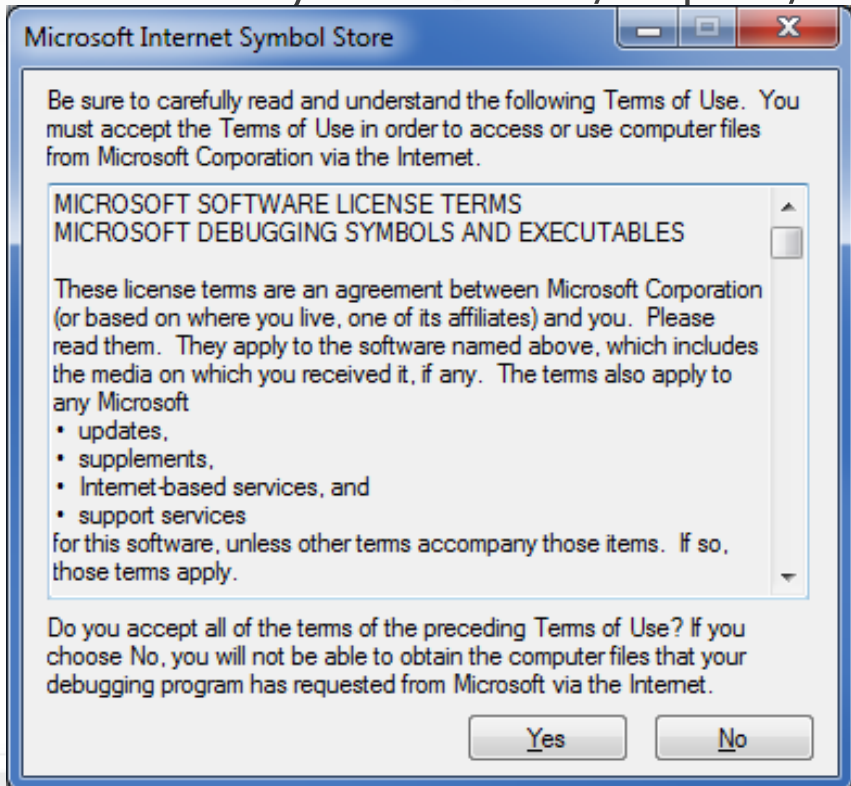 Microsoft Internet Symbol Store
Be sure to carefully read and understand the following Terms of Use.  You
must accept the Terms of Use in order to access or use computer files
from Microsoft Corporation via the Internet.
MICROSOFT SOFTWARE LICENSE TERMS
MICROSOFT DEBUGGING SYMBOLS AND EXECUTABLES
These license terms are an agreement between Microsoft Corporation
(or based on where you live, one of its affiliates) and you.  Please
read them.  They apply to the software named above, which includes
the media on which you received it, if any.  The terms also apply to
any Microsoft
• updates,
• supplements,
• Internet-based services, and
• support services
for this software, unless other terms accompany those items.  If so,
those terms apply.
Do you accept all of the terms of the preceding Terms of Use? If you
choose No, you will not be able to obtain the computer files that your
debugging program has requested from Microsoft via the Internet.
Yes
No